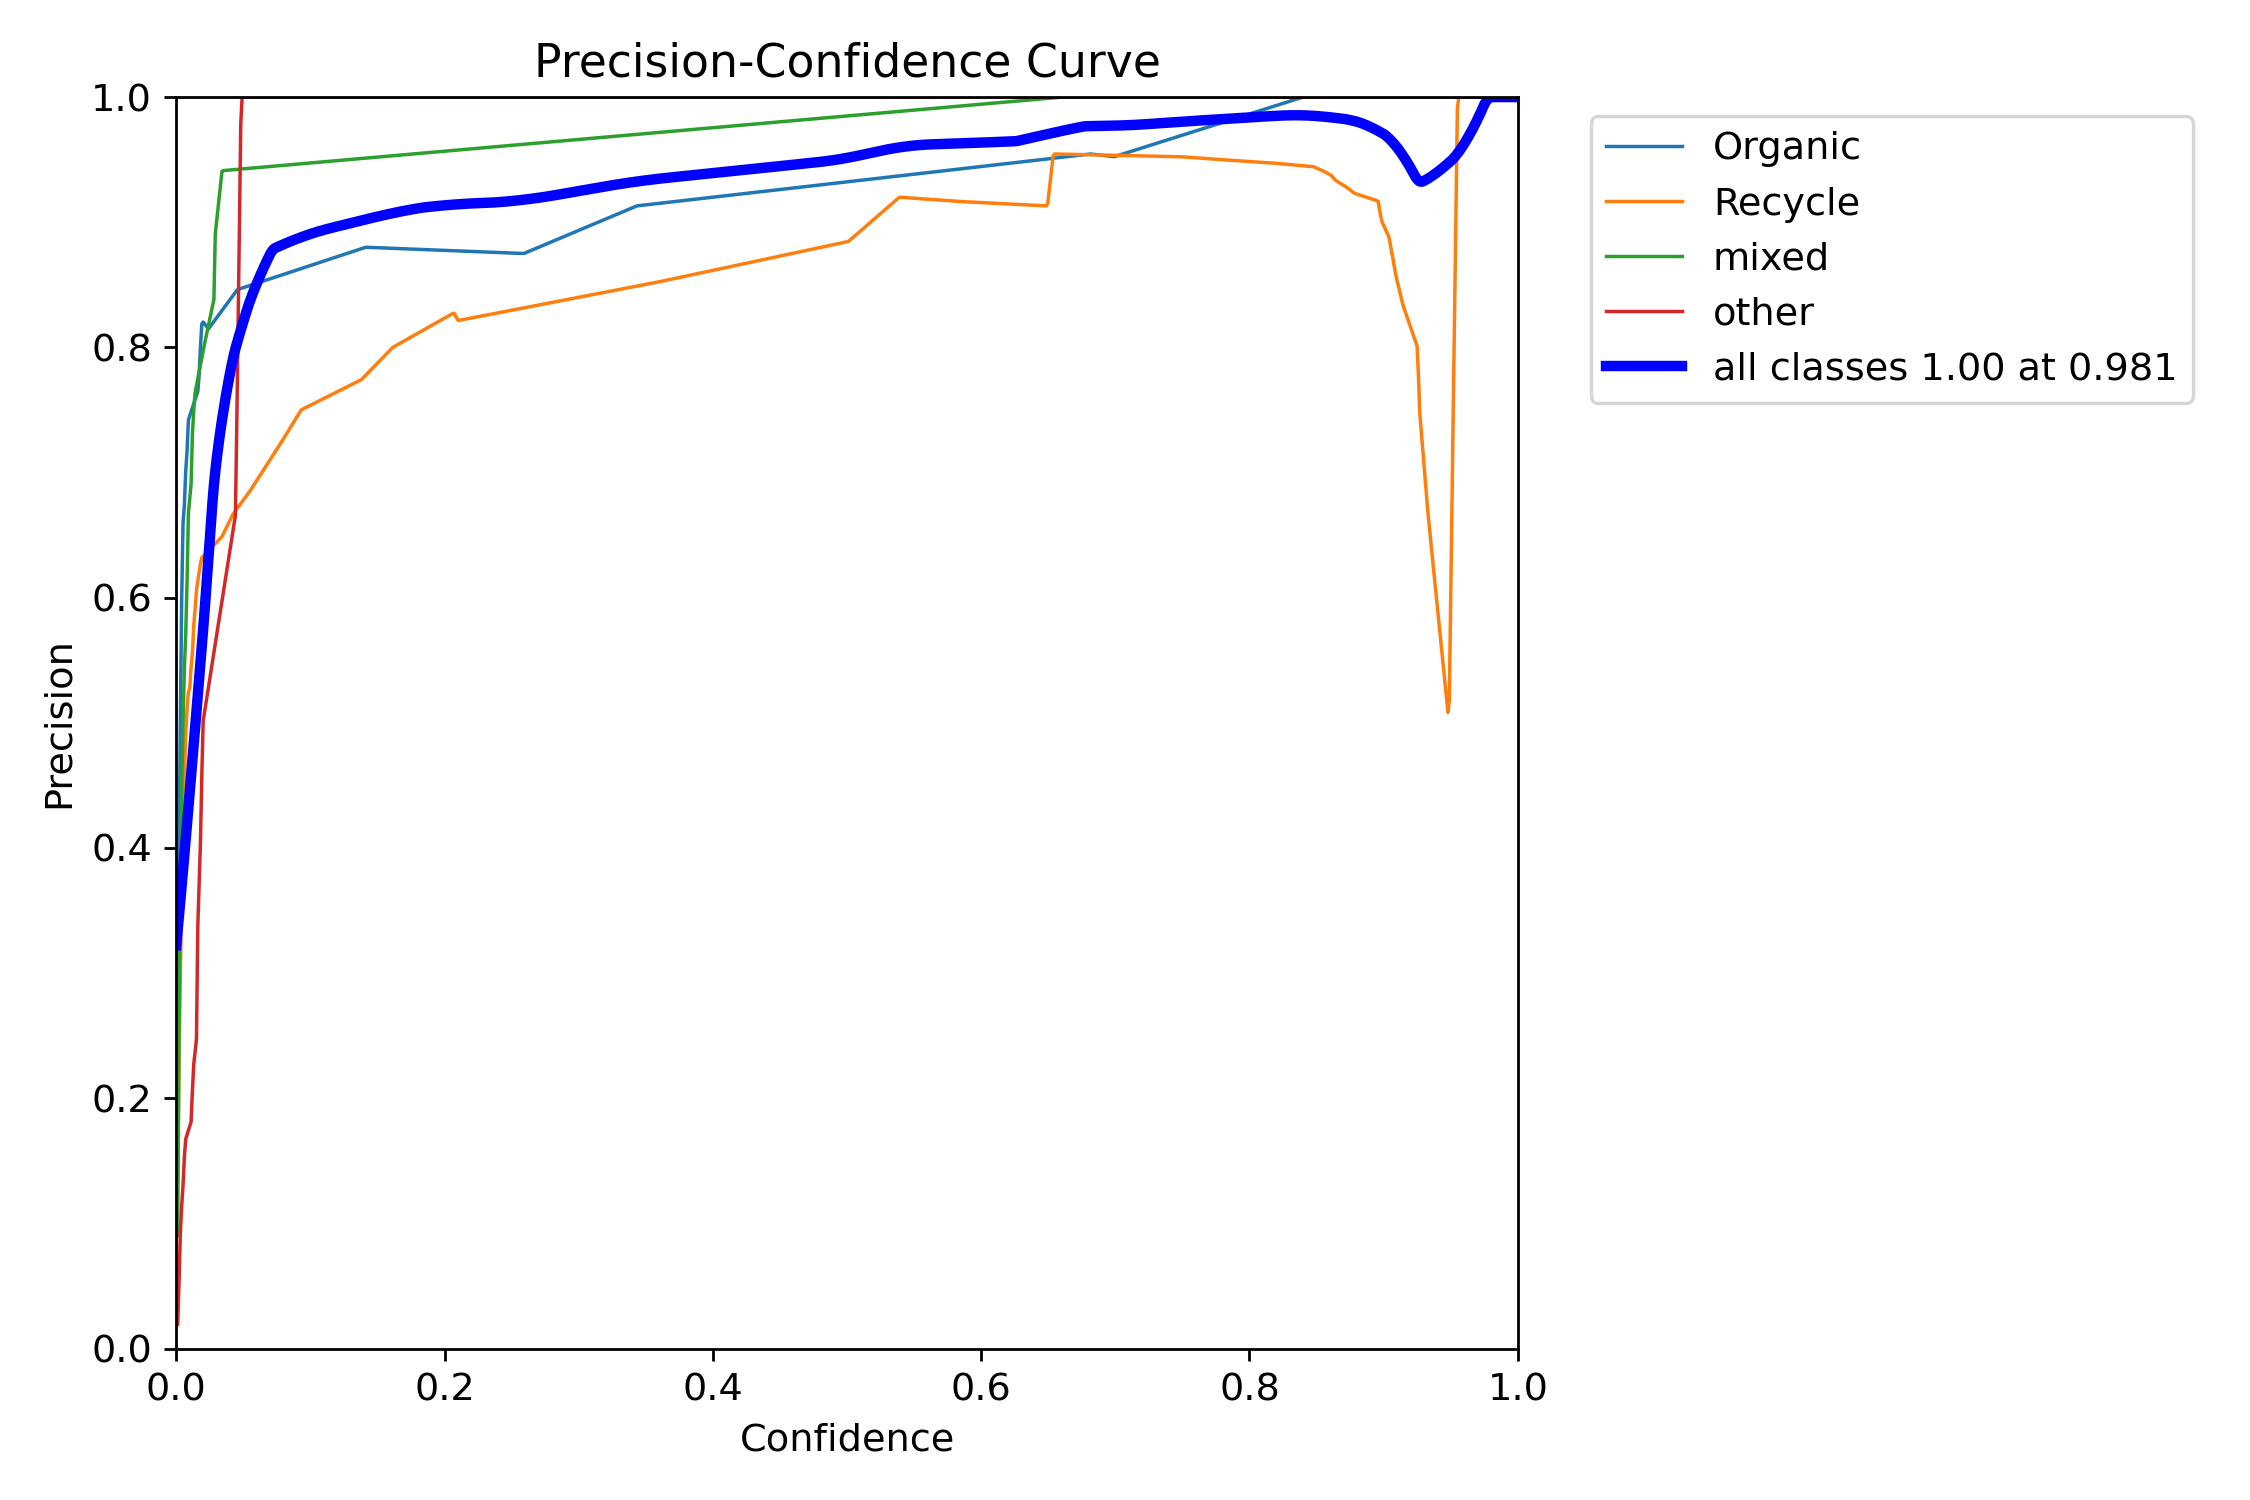 Precision-Confidence Curve
1.0
0.8
0.6
0.4
0.2
0.0
Precision
0.0 0.2 0.4 0.6 0.8 1.0
Confidence
Organic
Recycle
mixed
other
all classes 1.00 at 0.981